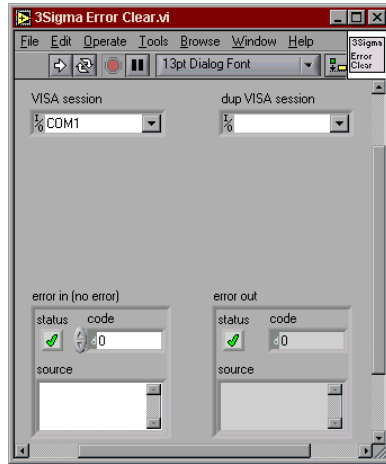 3Sigma Error Clear.vi
File Edit Operate Tools Browse Window Help
3Sigma
Error
Clear
13pt Dialog Font
VISA session
dup VISA session
I/O COM1
I/O
error in (no error)
error out
status code
status code
d 0
d 0
source
source